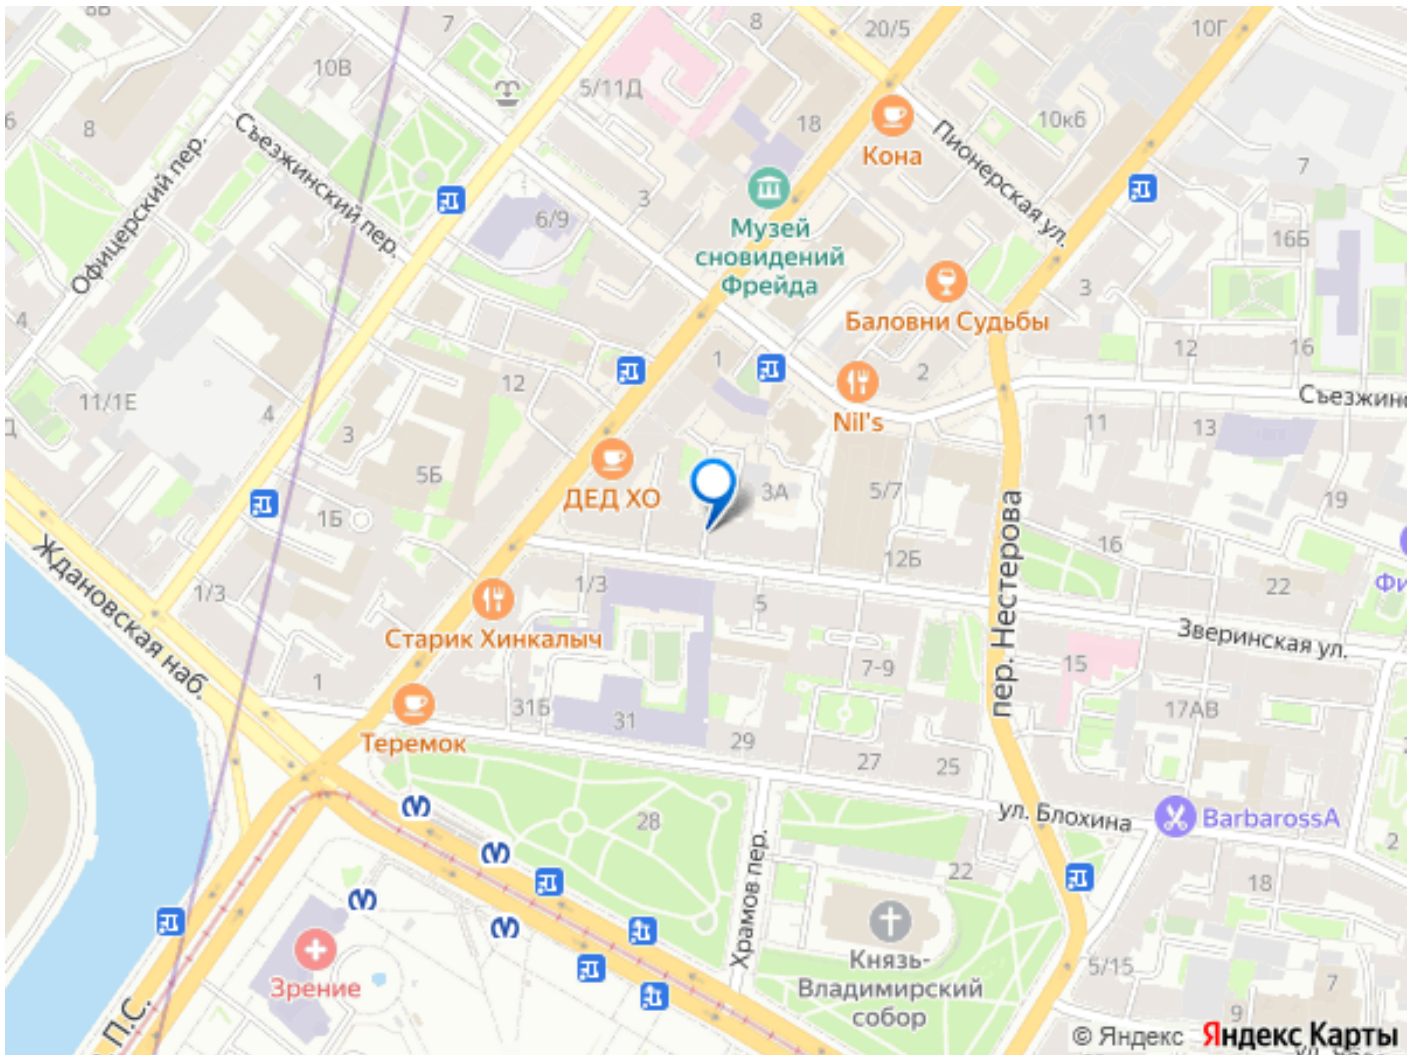 8В
7
8
20/5
10Г
10В
5/11Д
18
10к6
Кона
Пионерская ул.
8
Съезжинский пер.
Офицерский пер.
6/9
3
Музей
сновидений
Фрейда
7
16Б
3
Баловни Судьбы
4
1
2
12
16
12
11/1Е
4
3
Nil's
Съезжинс
11
13
5Б
ДЕД ХО
3А
5/7
19
1Б
Ждановская наб.
1/3
1/3
5
12Б
пер. Нестерова
16
22
Фи
Старик Хинкалыч
Зверинская ул.
7-9
15
1
31Б
31
29
17АВ
Теремок
27
25
28
ул. Блохина
BarbarossA
2
Храмов пер.
22
18
Зрение
Князь-
Владимирский
собор
5/15
7
9
П.С.
© Яндекс Яндекс Карты